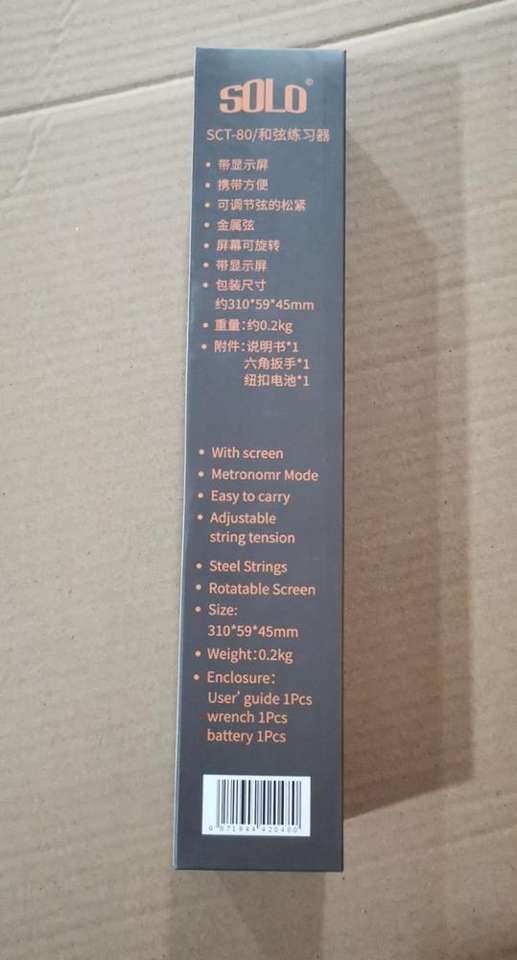 SOLO©
SCT-80/和弦练习器
• 带显示屏
• 携带方便
• 可调节弦的松紧
• 金属弦
• 屏幕可旋转
• 带显示屏
• 包装尺寸
约310*59*45mm
• 重量:约0.2kg
• 附件:说明书*1
六角扳手*1
纽扣电池*1
• With screen
• Metronomr Mode
• Easy to carry
• Adjustable
string tension
• Steel Strings
• Rotatable Screen
• Size:
310*59*45mm
• Weight:0.2kg
• Enclosure:
User' guide 1Pcs
wrench 1Pcs
battery 1Pcs